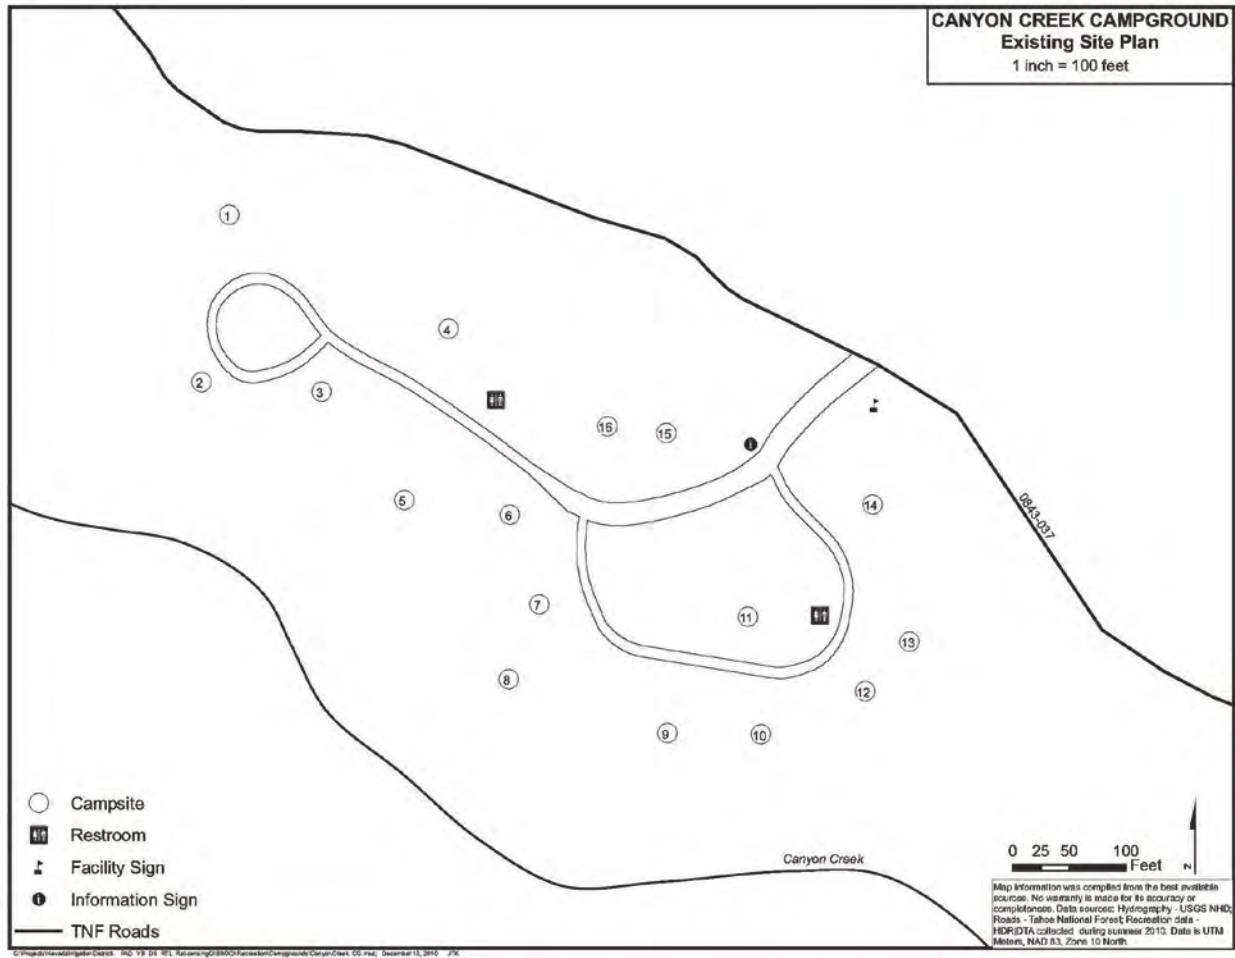 CANYON CREEK CAMPGROUND
Existing Site Plan
1 inch = 100 feet
1
4
2
3
16
15
5
6
14
0843-037
7
11
13
8
12
9
10
Campsite
Restroom
Facility Sign
Information Sign
TNF Roads
Canyon Creek
0 25 50 100
Feet
N
Map information was compiled from the best available
sources. No warranty is made for its accuracy or
completeness. Data sources: Hydrography - USGS NHD;
Roads - Tahoe National Forest; Recreation data -
HDR|DTA collected during summer 2010. Data is UTM
Meters, NAD 83, Zone 10 North.
December 13, 2010 JTK